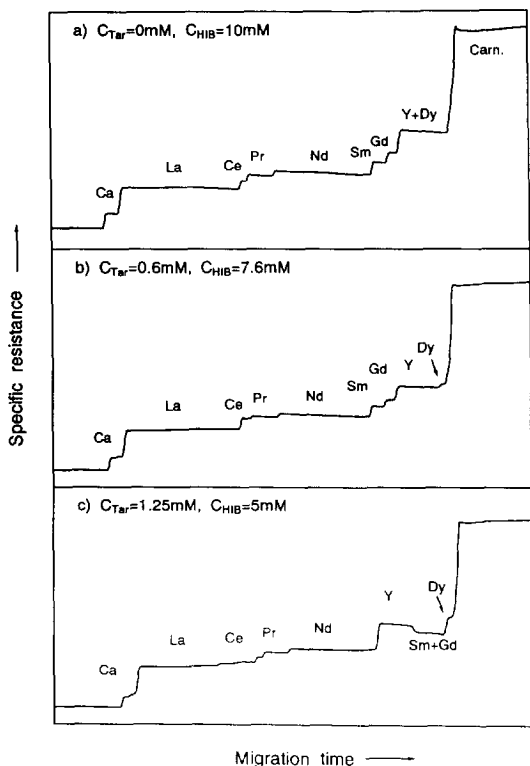 a) C_Tar=0mM, C_HIB=10mM
Carn.
Y+Dy
Gd
Sm
Nd
Pr
Ce
La
Ca
b) C_Tar=0.6mM, C_HIB=7.6mM
Dy
Y
Gd
Sm
Nd
Pr
Ce
La
Ca
c) C_Tar=1.25mM, C_HIB=5mM
Dy
Y
Sm+Gd
Nd
Pr
Ce
La
Ca
Specific resistance
Migration time